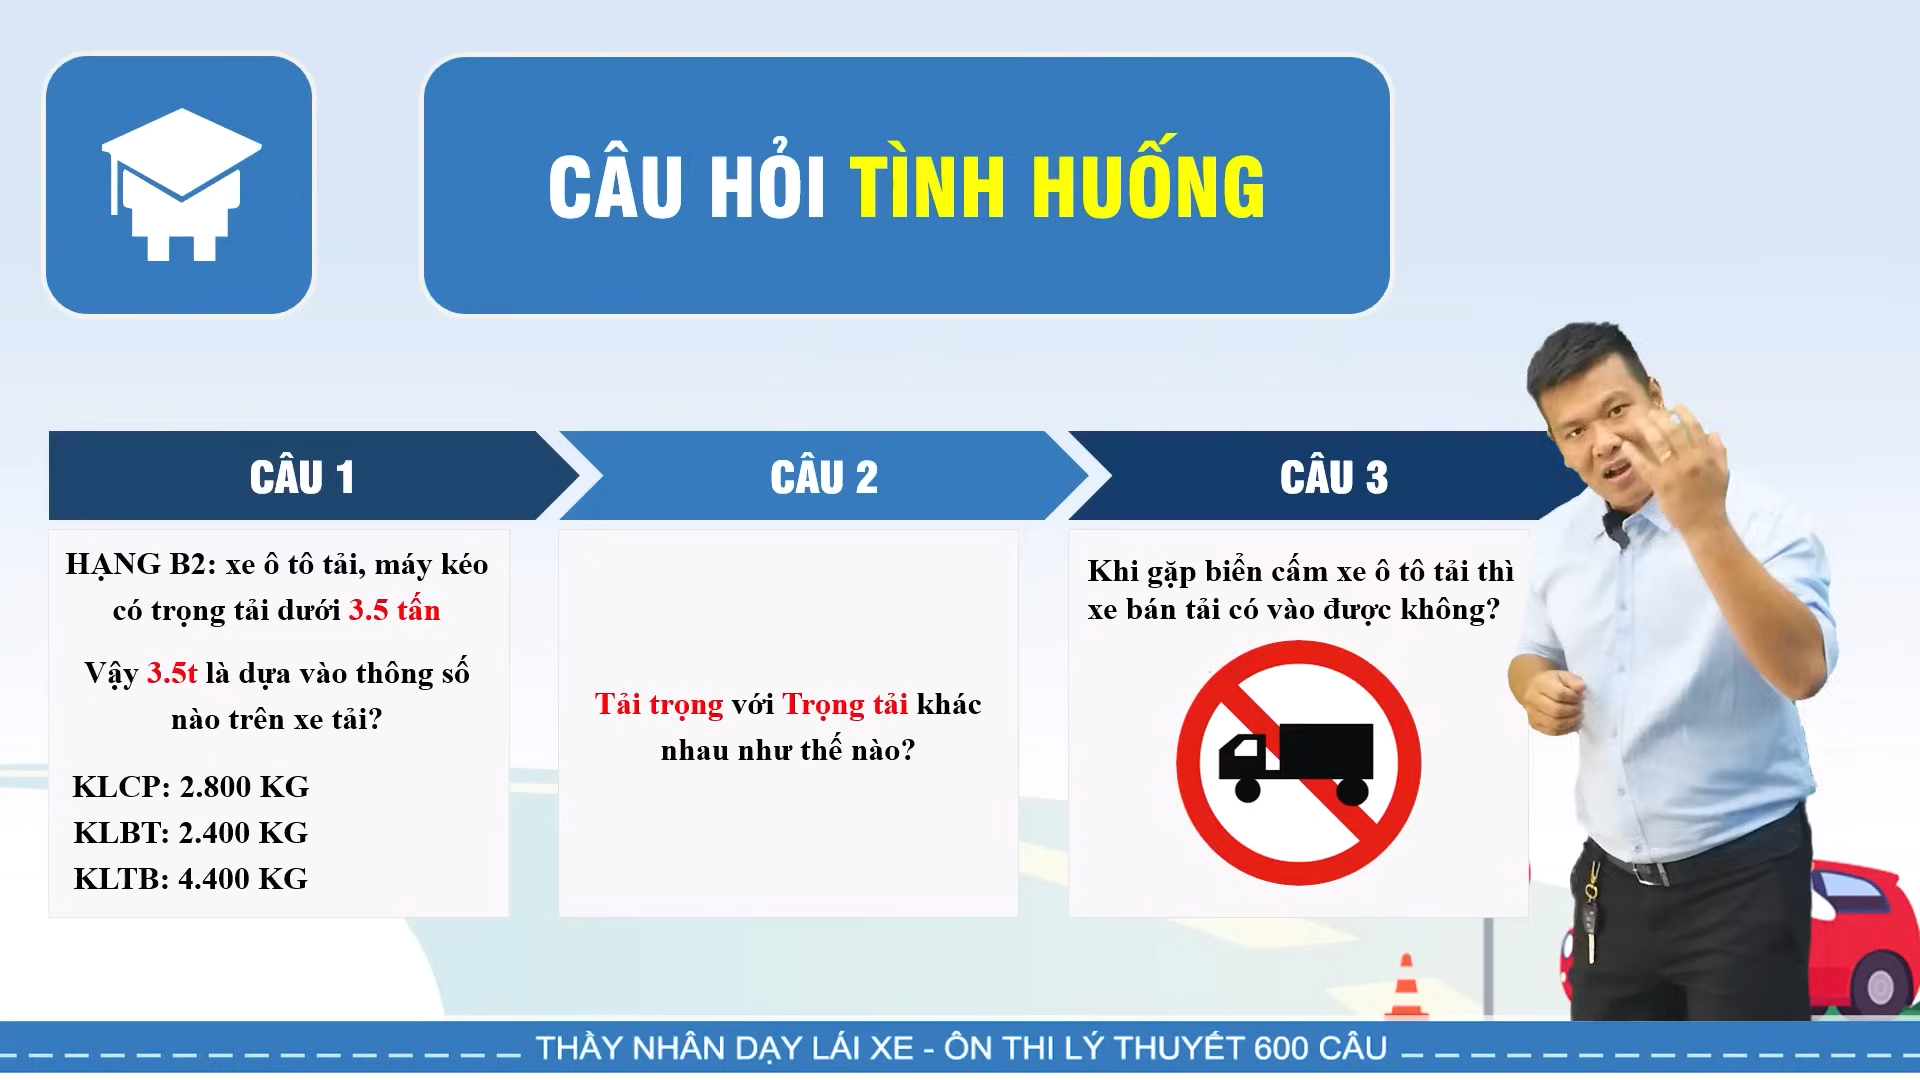 CÂU HỎI TÌNH HUỐNG
CÂU 1
HẠNG B2: xe ô tô tải, máy kéo
có trọng tải dưới 3.5 tấn
Vậy 3.5t là dựa vào thông số
nào trên xe tải?
KLCP: 2.800 KG
KLBT: 2.400 KG
KLTB: 4.400 KG
CÂU 2
Tải trọng với Trọng tải khác
nhau như thế nào?
CÂU 3
Khi gặp biển cấm xe ô tô tải thì
xe bán tải có vào được không?
THẦY NHÂN DẠY LÁI XE - ÔN THI LÝ THUYẾT 600 CÂU